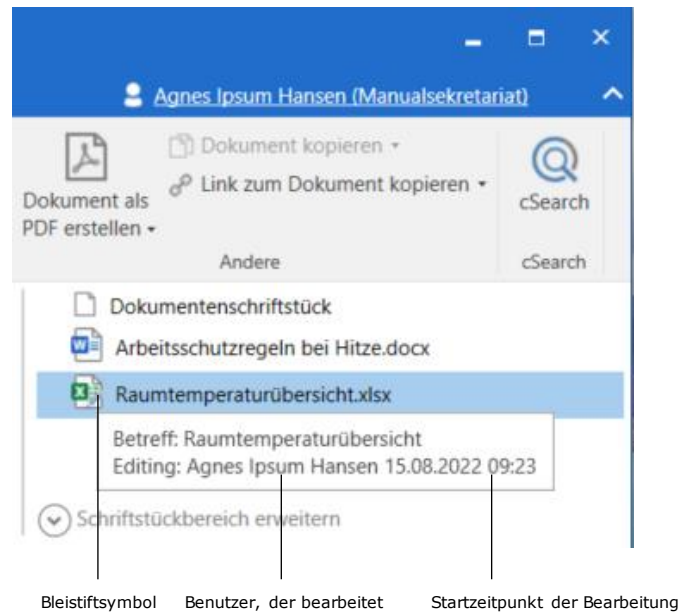 Agnes Ipsum Hansen (Manualsekretariat)
Dokument als
PDF erstellen
Dokument kopieren
Link zum Dokument kopieren
cSearch
Andere
cSearch
Dokumentenschriftstück
Arbeitsschutzregeln bei Hitze.docx
Raumtemperaturübersicht.xlsx
Betreff: Raumtemperaturübersicht
Editing: Agnes Ipsum Hansen 15.08.2022 09:23
Schriftstückbereich erweitern
Bleistiftsymbol Benutzer, der bearbeitet Startzeitpunkt der Bearbeitung